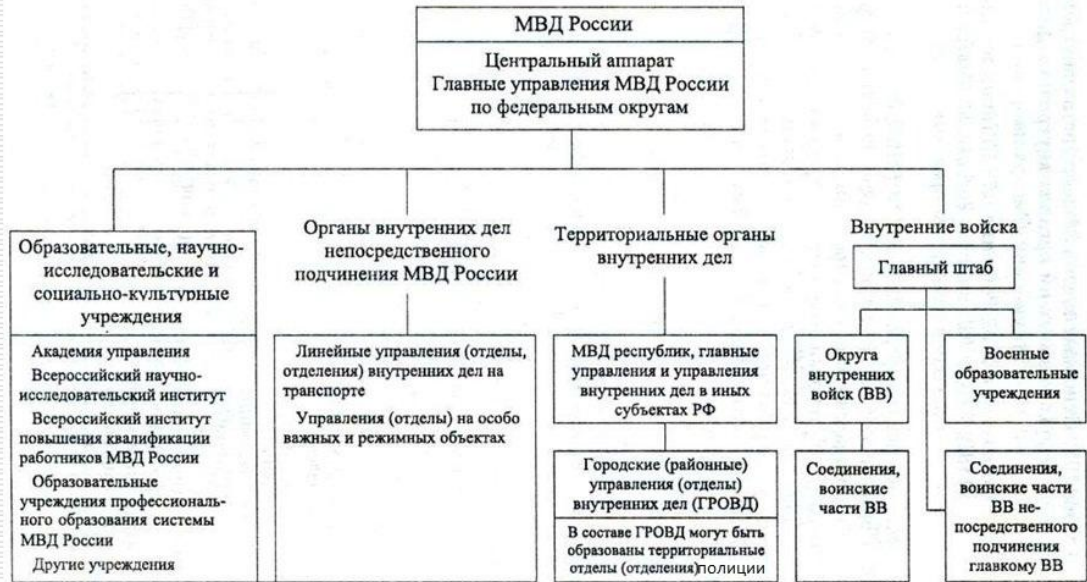 МВД России
Центральный аппарат
Главные управления МВД России
по федеральным округам
Образовательные, научно-
исследовательские и
социально-культурные
учреждения
Академия управления
Всероссийский научно-
исследовательский институт
Всероссийский институт
повышения квалификации
работников МВД России
Образовательные
учреждения профессиональ-
ного образования системы
МВД России
Другие учреждения
Органы внутренних дел
непосредственного
подчинения МВД России
Линейные управления (отделы,
отделения) внутренних дел на
транспорте
Управления (отделы) на особо
важных и режимных объектах
Территориальные органы
внутренних дел
МВД республик, главные
управления и управления
внутренних дел в иных
субъектах РФ
Городские (районные)
управления (отделы)
внутренних дел (ГРОВД)
В составе ГРОВД могут быть
образованы территориальные
отделы (отделения)полиции
Внутренние войска
Главный штаб
Округа
внутренних
войск (ВВ)
Соединения,
воинские
части ВВ
Военные
образовательные
учреждения
Соединения,
воинские части
ВВ не-
посредственного
подчинения
главкому ВВ